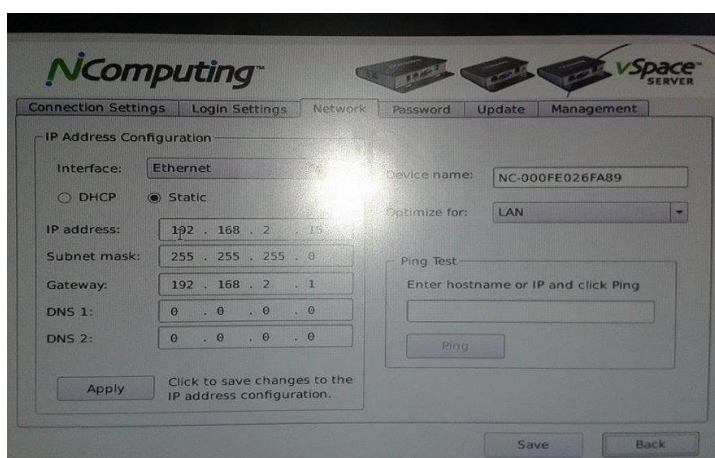 NComputing™
vSpace™
SERVER
Connection Settings Login Settings Network Password Update Management
IP Address Configuration
Interface: Ethernet
DHCP Static
IP address: 192 . 168 . 2 . 15
Subnet mask: 255 . 255 . 255 . 0
Gateway: 192 . 168 . 2 . 1
DNS 1: 0 . 0 . 0 . 0
DNS 2: 0 . 0 . 0 . 0
Apply
Click to save changes to the
IP address configuration.
Device name: NC-000FE026FA89
Optimize for: LAN
Ping Test
Enter hostname or IP and click Ping
Ping
Save Back